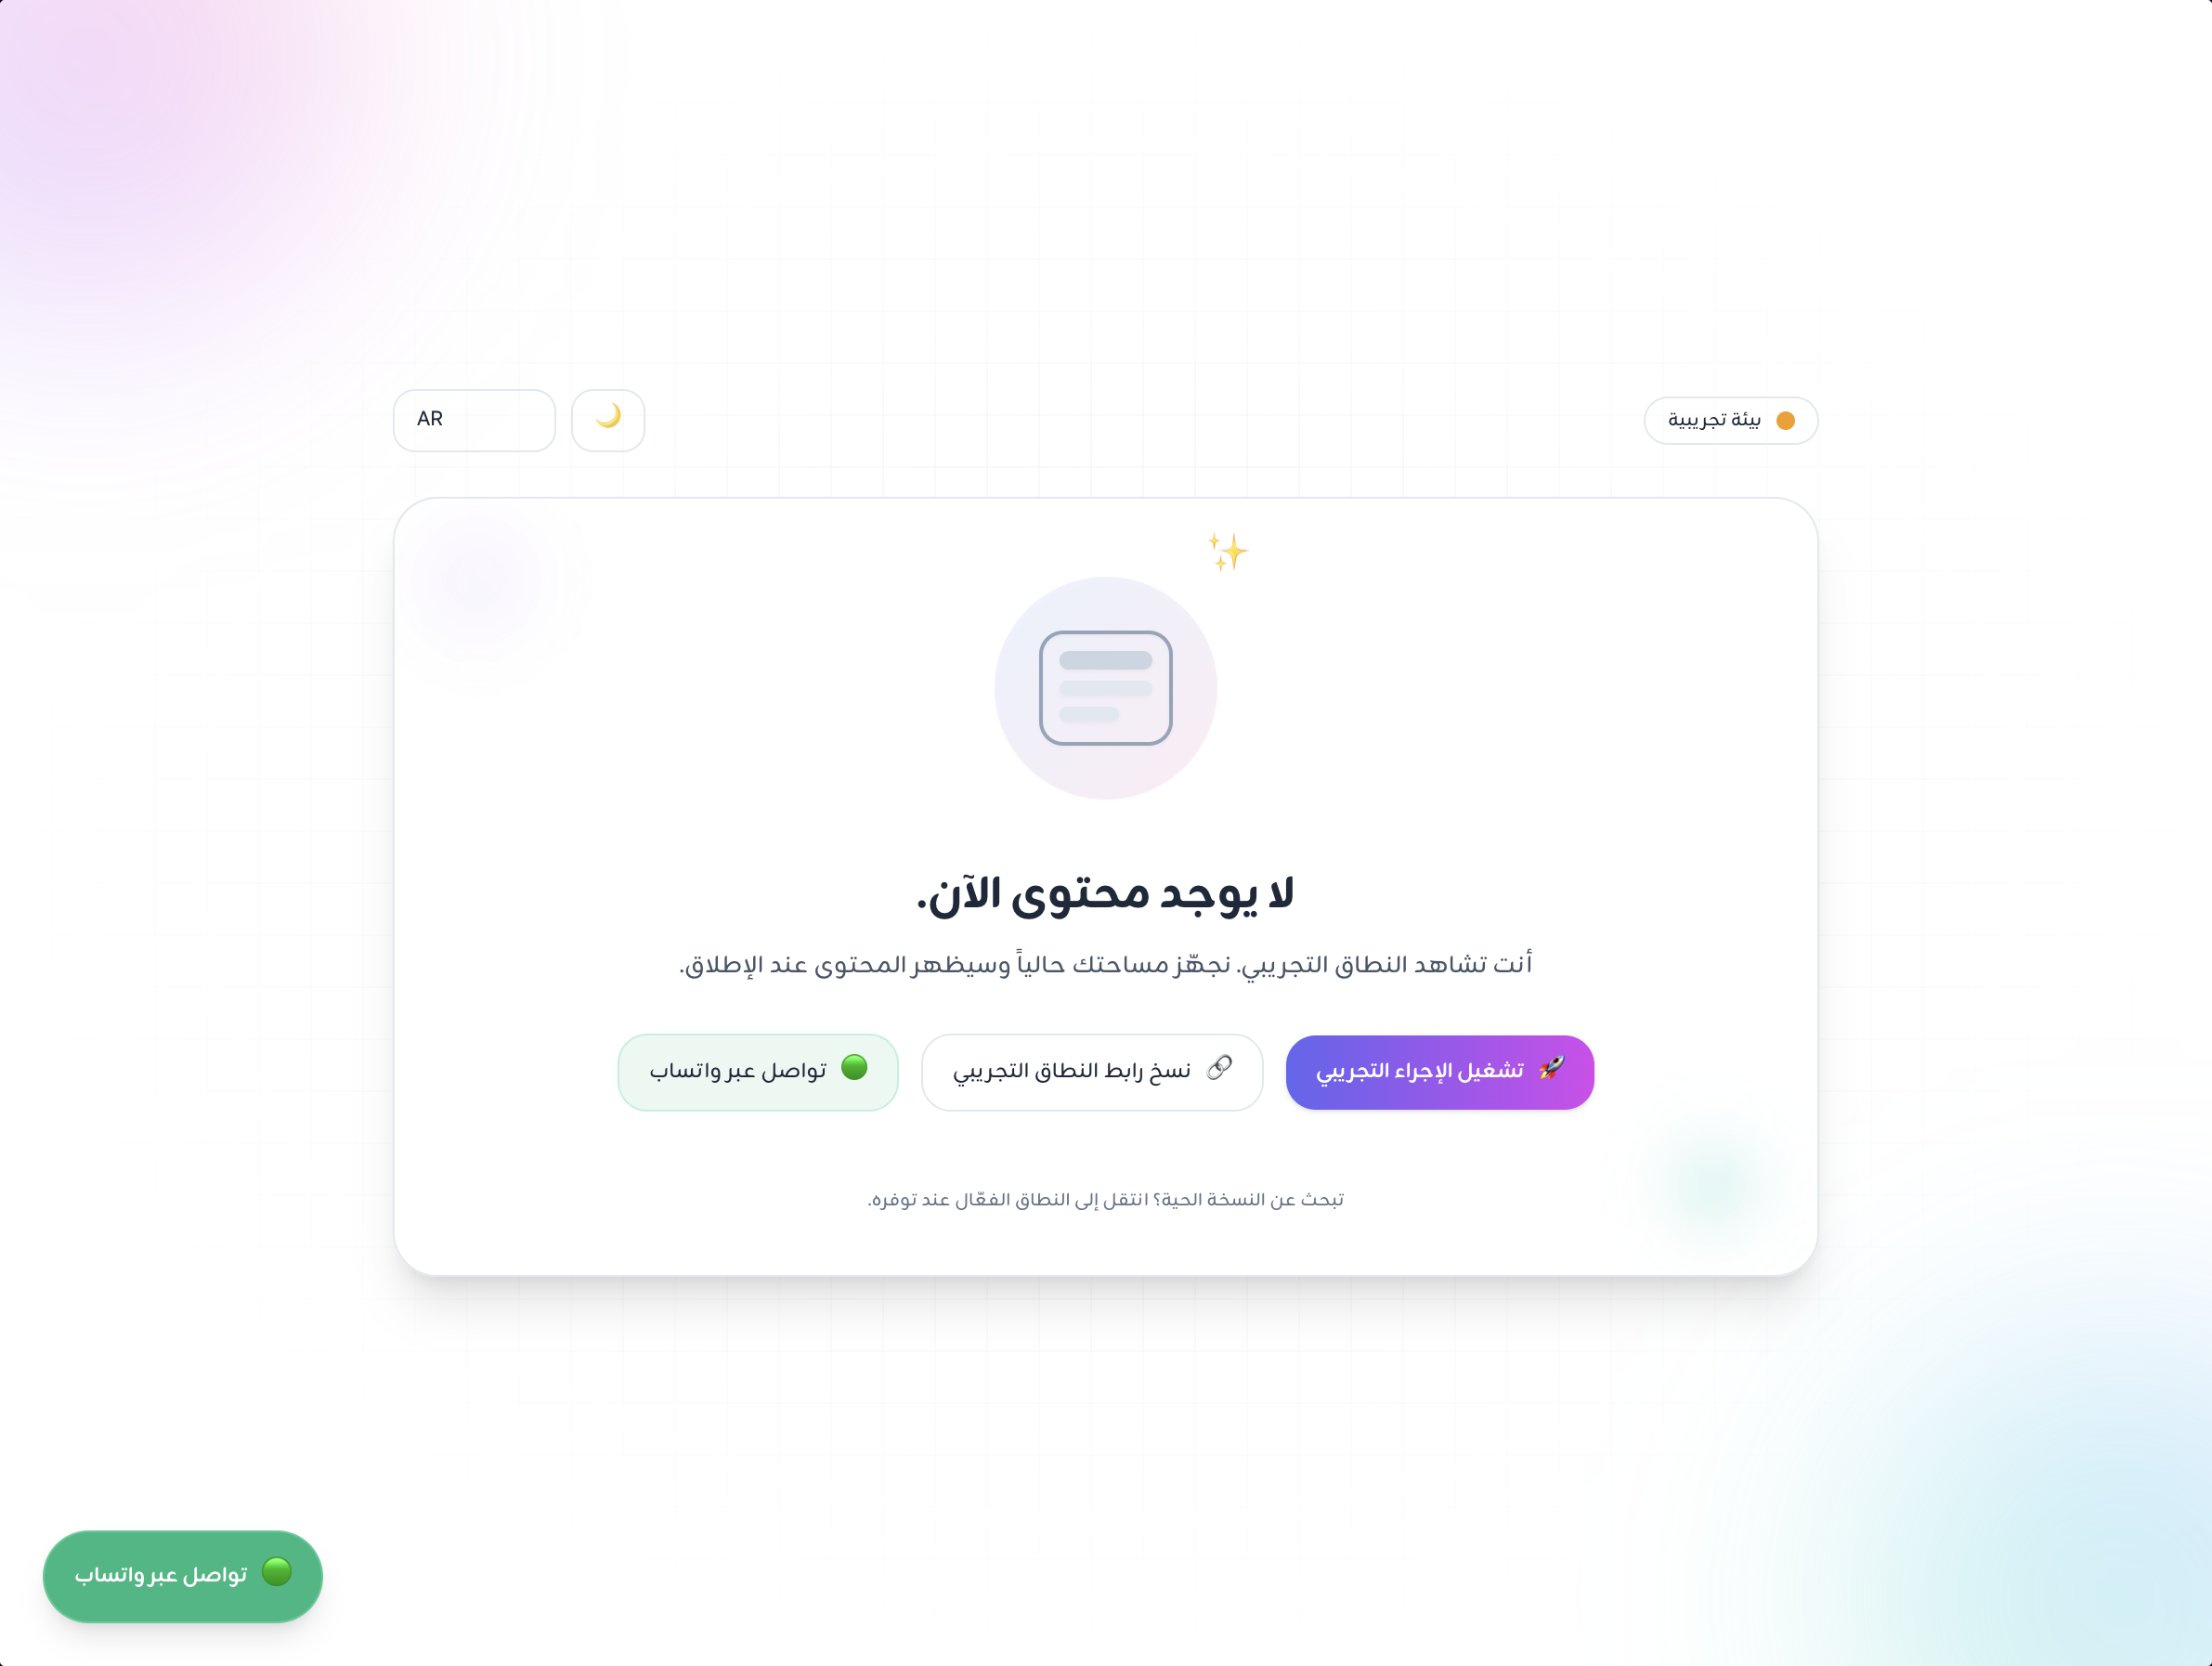 بيئة تجريبية
AR
لا يوجد محتوى الآن.
أنت تشاهد النطاق التجريبي. نجهّز مساحتك حالياً وسيظهر المحتوى عند الإطلاق.
تشغيل الإجراء التجريبي
نسخ رابط النطاق التجريبي
تواصل عبر واتساب
تبحث عن النسخة الحية؟ انتقل إلى النطاق الفعّال عند توفره.
تواصل عبر واتساب